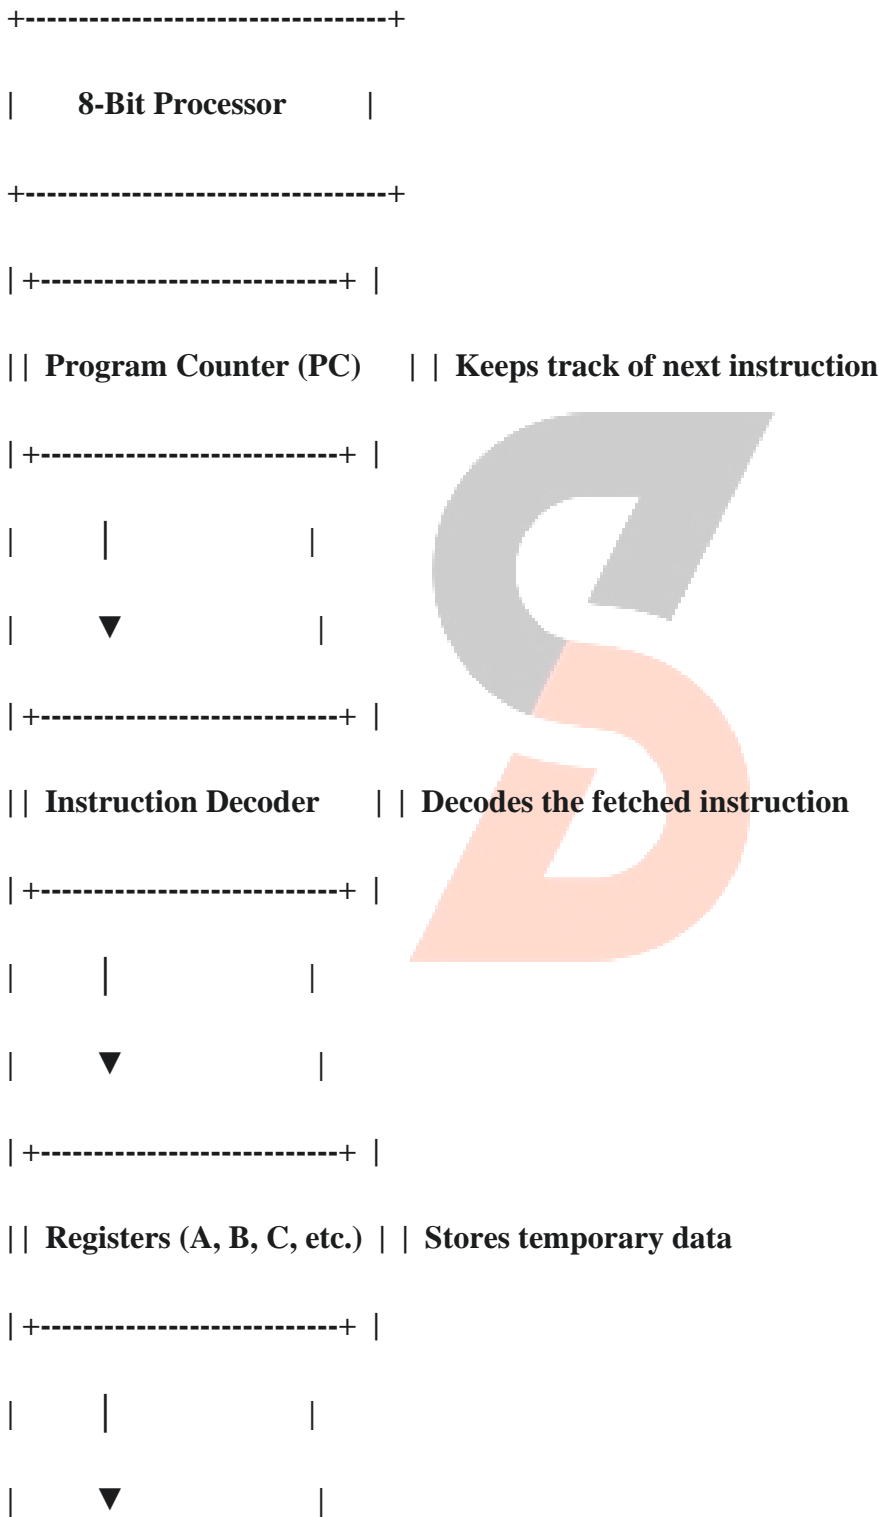 +----------------------------------+
| 8-Bit Processor |
+----------------------------------+
| +----------------------------+ |
| | Program Counter (PC) | | Keeps track of next instruction
| +----------------------------+ |
| │ |
| ▼ |
| +----------------------------+ |
| | Instruction Decoder | | Decodes the fetched instruction
| +----------------------------+ |
| │ |
| ▼ |
| +----------------------------+ |
| | Registers (A, B, C, etc.) | | Stores temporary data
| +----------------------------+ |
| │ |
| ▼ |